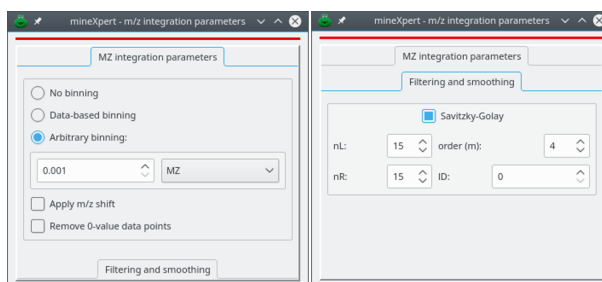 mineXpert - m/z integration parameters
MZ integration parameters
No binning
Data-based binning
Arbitrary binning:
0.001 MZ
Apply m/z shift
Remove 0-value data points
Filtering and smoothing
mineXpert - m/z integration parameters
MZ integration parameters
Filtering and smoothing
Savitzky-Golay
nL: 15 order (m): 4
nR: 15 ID: 0